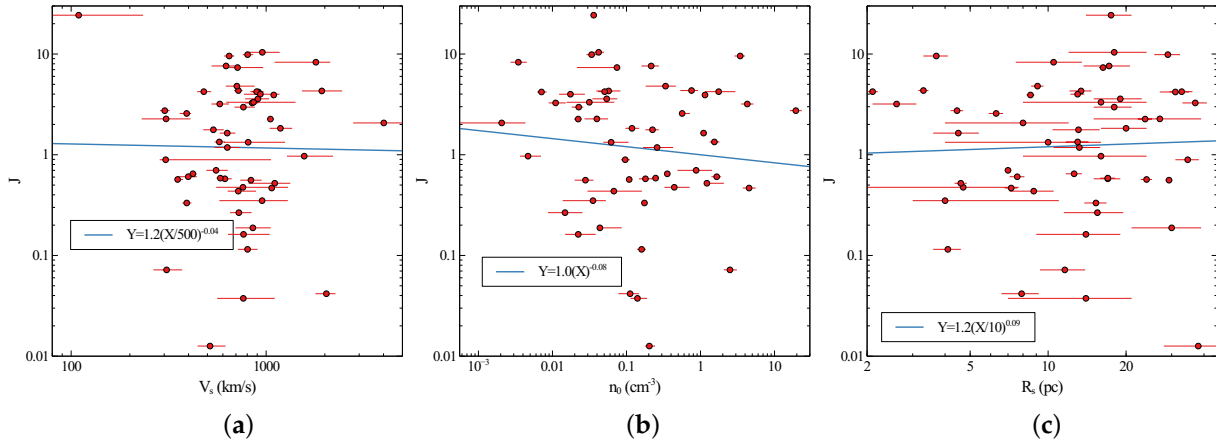 10
1
0.1
0.01
J
100
1000
V_s (km/s)
Y=1.2(X/500)^-0.04
(a)
10
1
0.1
0.01
J
10^-3
0.01
0.1
1
10
n_0 (cm^-3)
Y=1.0(X)^-0.08
(b)
10
1
0.1
0.01
J
2
10
20
R_s (pc)
Y=1.2(X/10)^0.09
(c)